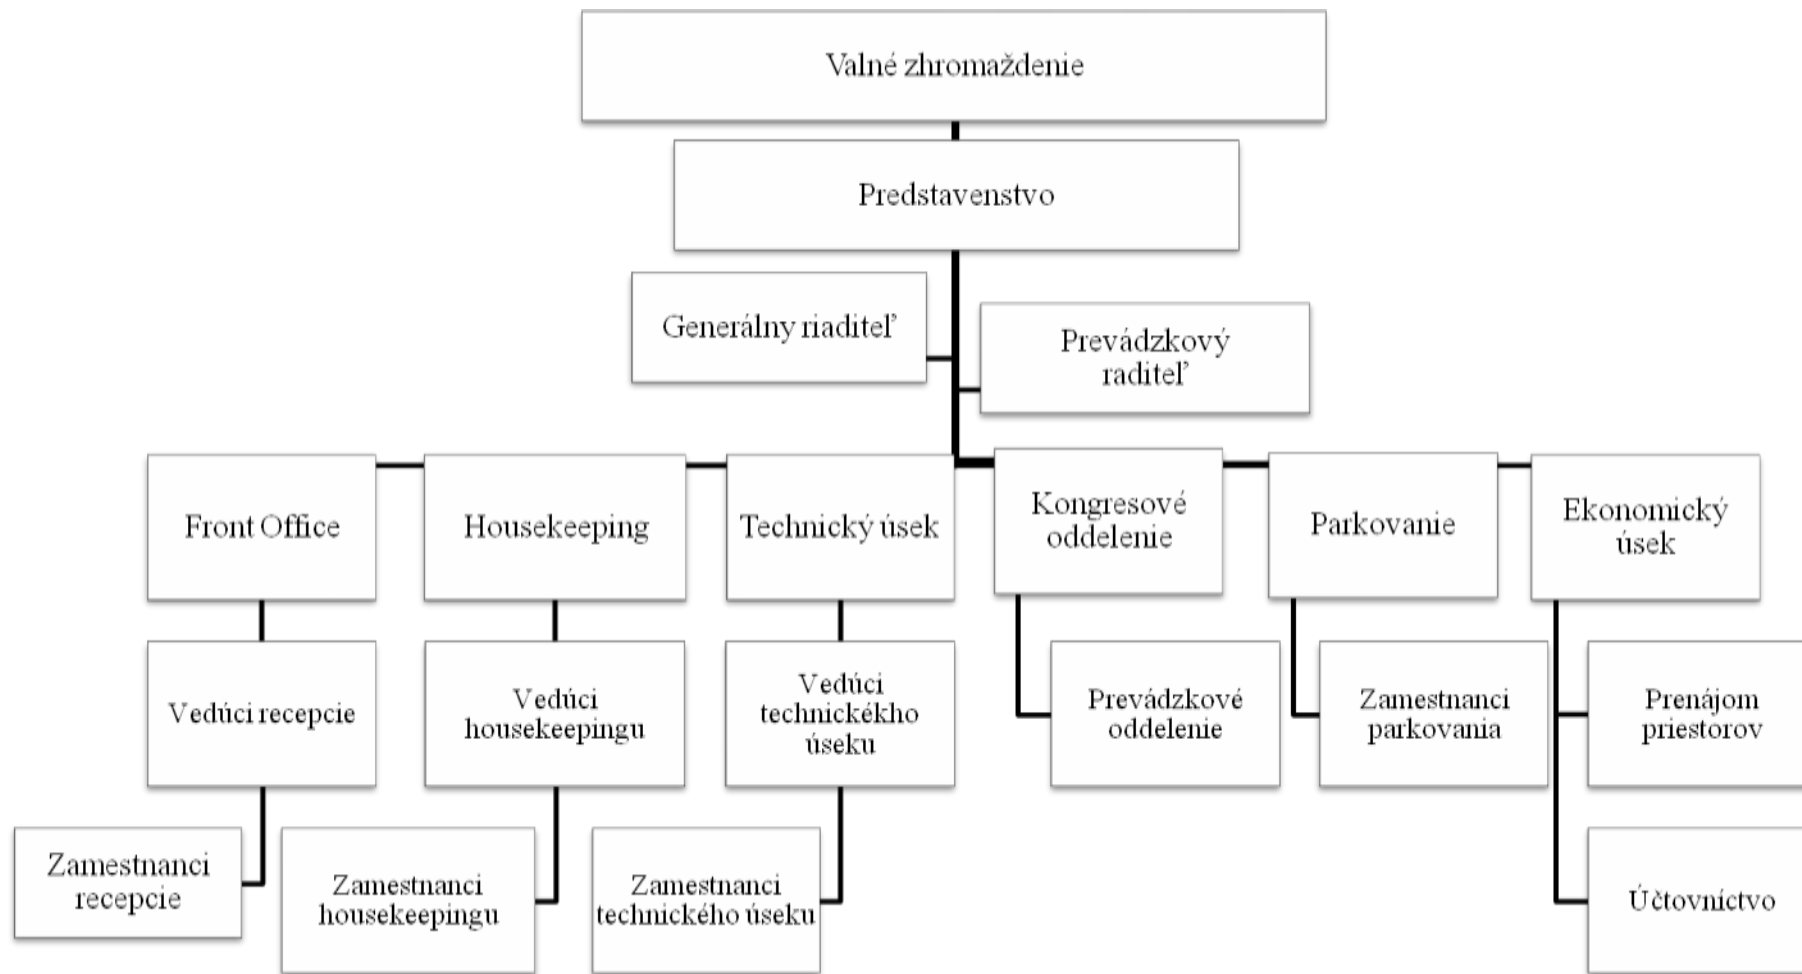 Valné zhromaždenie
Predstavenstvo
Generálny riaditeľ
Prevádzkový
raditeľ
Front Office
Housekeeping
Technický úsek
Kongresové
oddelenie
Parkovanie
Ekonomický
úsek
Vedúci recepcie
Vedúci
housekeepingu
Vedúci
technickékho
úseku
Prevádzkové
oddelenie
Zamestnanci
parkovania
Prenájom
priestorov
Zamestnanci
recepcie
Zamestnanci
housekeepingu
Zamestnanci
technického úseku
Účtovníctvo